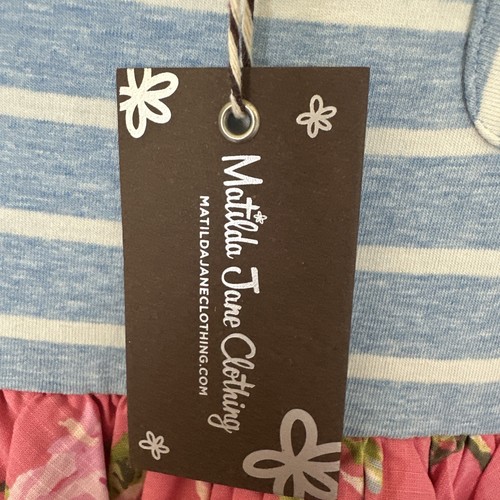 Matilda Jane Clothing
MATILDAJANECLOTHING.COM